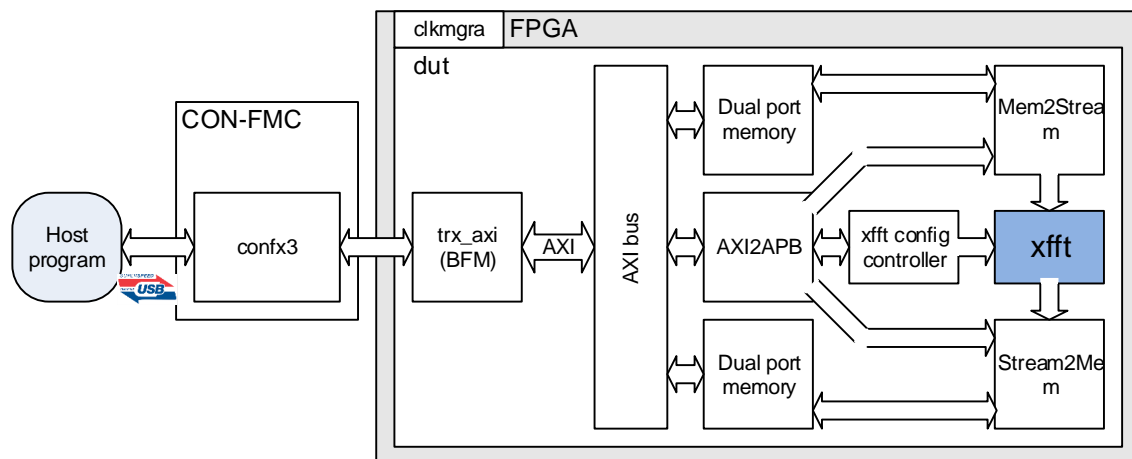 clkmgra
FPGA
dut
CON-FMC
Host
program
USB
confx3
trx_axi
(BFM)
AXI
AXI bus
Dual port
memory
AXI2APB
Dual port
memory
xfft config
controller
Mem2Strea
m
xfft
Stream2Me
m